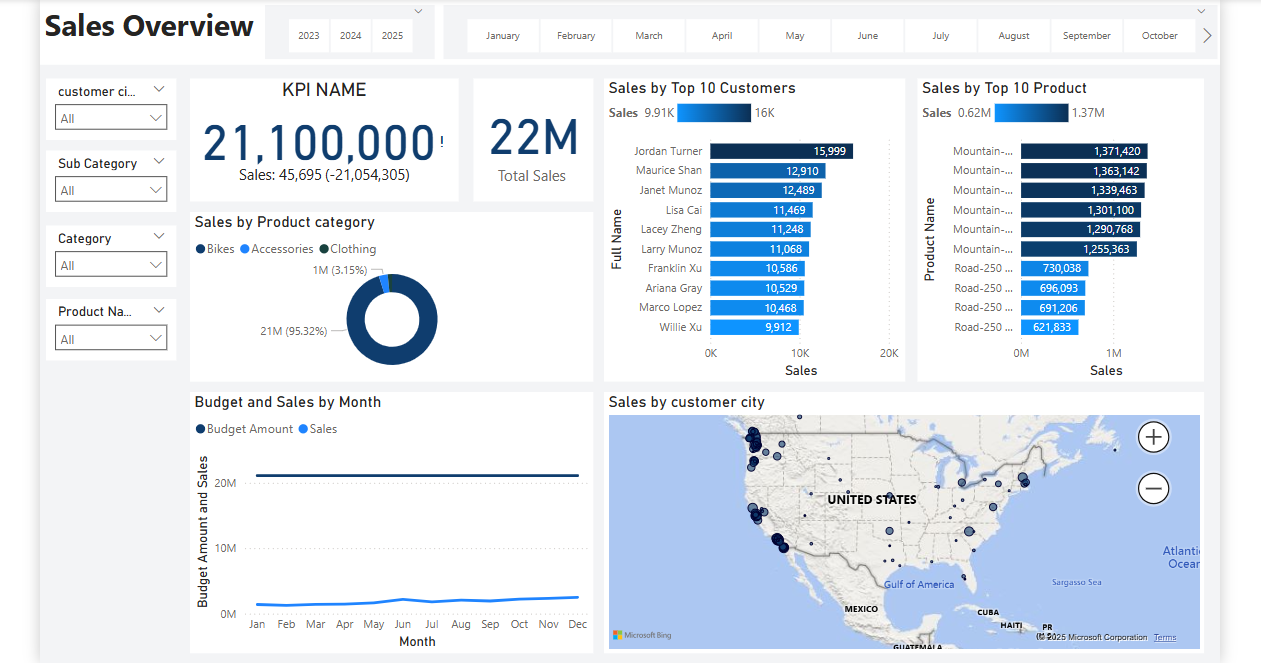 Sales Overview
2023 2024 2025
January February March April May June July August September October
customer ci...
All
Sub Category
All
Category
All
Product Na...
All
KPI NAME
21,100,000!
Sales: 45,695 (-21,054,305)
22M
Total Sales
Sales by Product category
Bikes Accessories Clothing
1M (3.15%)
21M (95.32%)
Sales by Top 10 Customers
Sales 9.91K 16K
Full Name
Jordan Turner 15,999
Maurice Shan 12,910
Janet Munoz 12,489
Lisa Cai 11,469
Lacey Zheng 11,248
Larry Munoz 11,068
Franklin Xu 10,586
Ariana Gray 10,529
Marco Lopez 10,468
Willie Xu 9,912
0K 10K 20K
Sales
Sales by Top 10 Product
Sales 0.62M 1.37M
Product Name
Mountain-... 1,371,420
Mountain-... 1,363,142
Mountain-... 1,339,463
Mountain-... 1,301,100
Mountain-... 1,290,768
Mountain-... 1,255,363
Road-250 ... 730,038
Road-250 ... 696,093
Road-250 ... 691,206
Road-250 ... 621,833
0M 1M
Sales
Budget and Sales by Month
Budget Amount Sales
Budget Amount and Sales
20M
10M
0M
Jan Feb Mar Apr May Jun Jul Aug Sep Oct Nov Dec
Month
Sales by customer city
UNITED STATES
Atlantic
Ocean
Gulf of America
Sargasso Sea
MEXICO
CUBA
HAITI
PR
Microsoft Bing
© 2025 Microsoft Corporation Terms
GUATEMALA